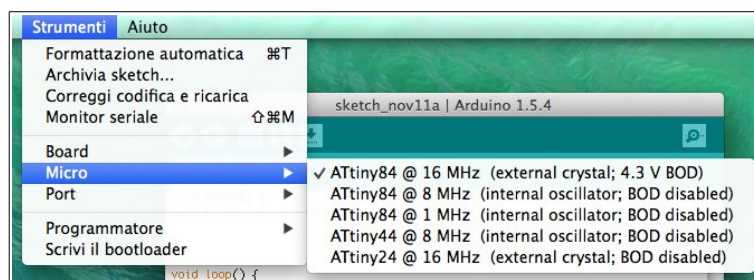 Strumenti Aiuto
Formattazione automatica ⌘T
Archivia sketch...
Correggi codifica e ricarica
Monitor seriale ⇧⌘M
sketch_nov11a | Arduino 1.5.4
Board ▶
Micro ▶
Port ▶
Programmatore ▶
Scrivi il bootloader
✓ ATtiny84 @ 16 MHz (external crystal; 4.3 V BOD)
ATtiny84 @ 8 MHz (internal oscillator; BOD disabled)
ATtiny84 @ 1 MHz (internal oscillator; BOD disabled)
ATtiny44 @ 8 MHz (internal oscillator; BOD disabled)
ATtiny24 @ 16 MHz (external crystal; BOD disabled)
void loop() {